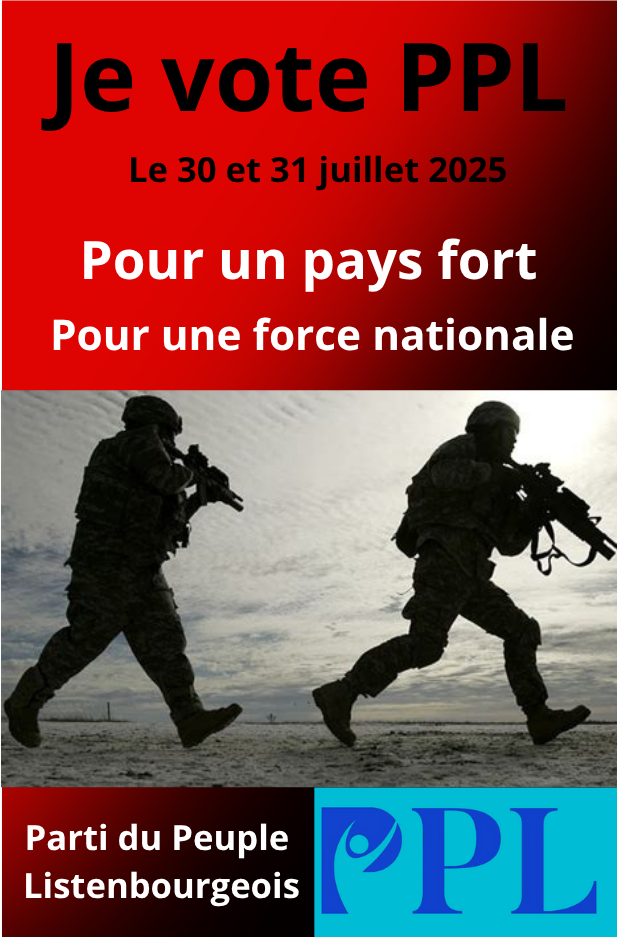 Je vote PPL
Le 30 et 31 juillet 2025
Pour un pays fort
Pour une force nationale
Parti du Peuple
Listenbourgeois
PPL